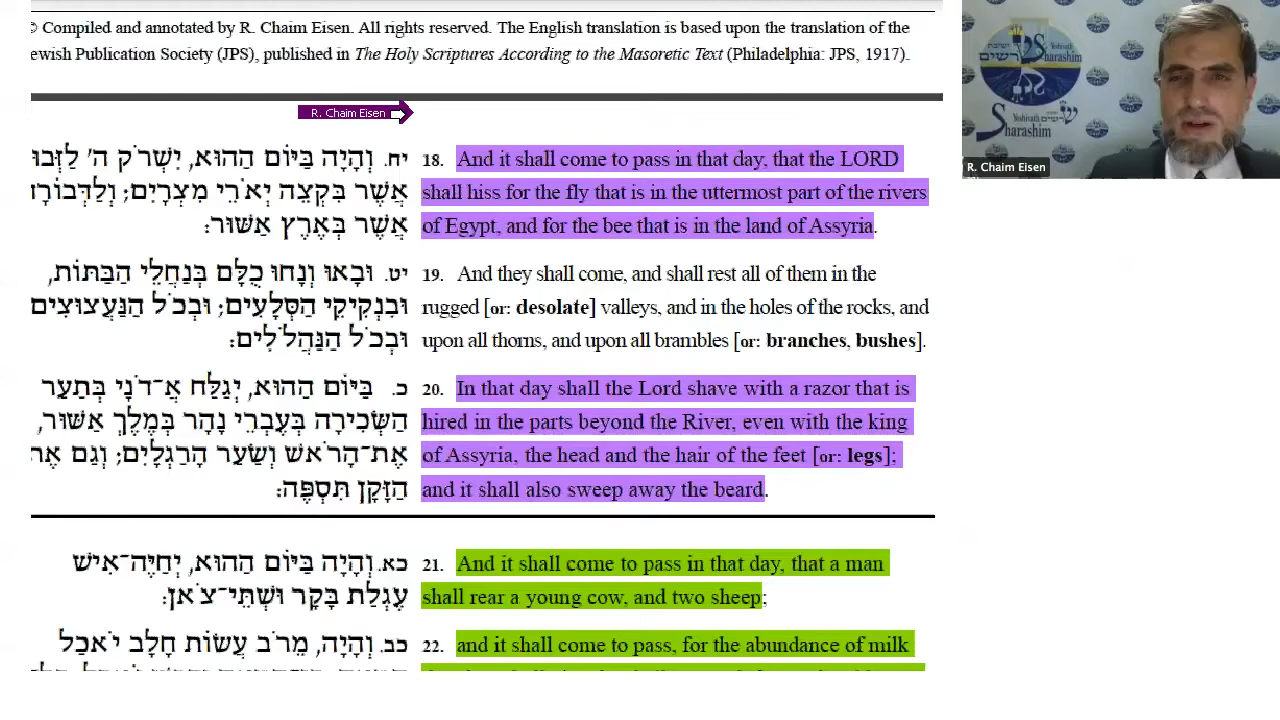 © Compiled and annotated by R. Chaim Eisen. All rights reserved. The English translation is based upon the translation of the
ewish Publication Society (JPS), published in The Holy Scriptures According to the Masoretic Text (Philadelphia: JPS, 1917).
R. Chaim Eisen
יח. וְהָיָה בַּיּוֹם הַהוּא, יִשְׁרֹק ה' לַזְּבוּ
אֲשֶׁר בִּקְצֵה יְאֹרֵי מִצְרָיִם; וְלַדְּבוֹרָה
אֲשֶׁר בְּאֶרֶץ אַשּׁוּר:
18. And it shall come to pass in that day, that the LORD
shall hiss for the fly that is in the uttermost part of the rivers
of Egypt, and for the bee that is in the land of Assyria.
יט. וּבָאוּ וְנָחוּ כֻלָּם בְּנַחֲלֵי הַבַּתּוֹת,
וּבִנְקִיקֵי הַסְּלָעִים; וּבְכֹל הַנַּעֲצוּצִים
וּבְכֹל הַנַּהֲלֹלִים:
19. And they shall come, and shall rest all of them in the
rugged [or: desolate] valleys, and in the holes of the rocks, and
upon all thorns, and upon all brambles [or: branches, bushes].
כ. בַּיּוֹם הַהוּא, יְגַלַּח אֲ־דֹנָי בְּתַעַר
הַשְּׂכִירָה בְּעֶבְרֵי נָהָר בְּמֶלֶךְ אַשּׁוּר,
אֶת־הָרֹאשׁ וְשַׂעַר הָרַגְלָיִם; וְגַם אֶת
הַזָּקָן תִּסְפֶּה:
20. In that day shall the Lord shave with a razor that is
hired in the parts beyond the River, even with the king
of Assyria, the head and the hair of the feet [or: legs];
and it shall also sweep away the beard.
כא. וְהָיָה בַּיּוֹם הַהוּא, יְחַיֶּה־אִישׁ
עֶגְלַת בָּקָר וּשְׁתֵּי־צֹאן:
21. And it shall come to pass in that day, that a man
shall rear a young cow, and two sheep;
כב. וְהָיָה, מֵרֹב עֲשׂוֹת חָלָב יֹאכַל
22. and it shall come to pass, for the abundance of milk
ישיבת
שרשים
Yeshivath
Sharashim
Yeshivath
שרשים
Sharashim
R. Chaim Eisen